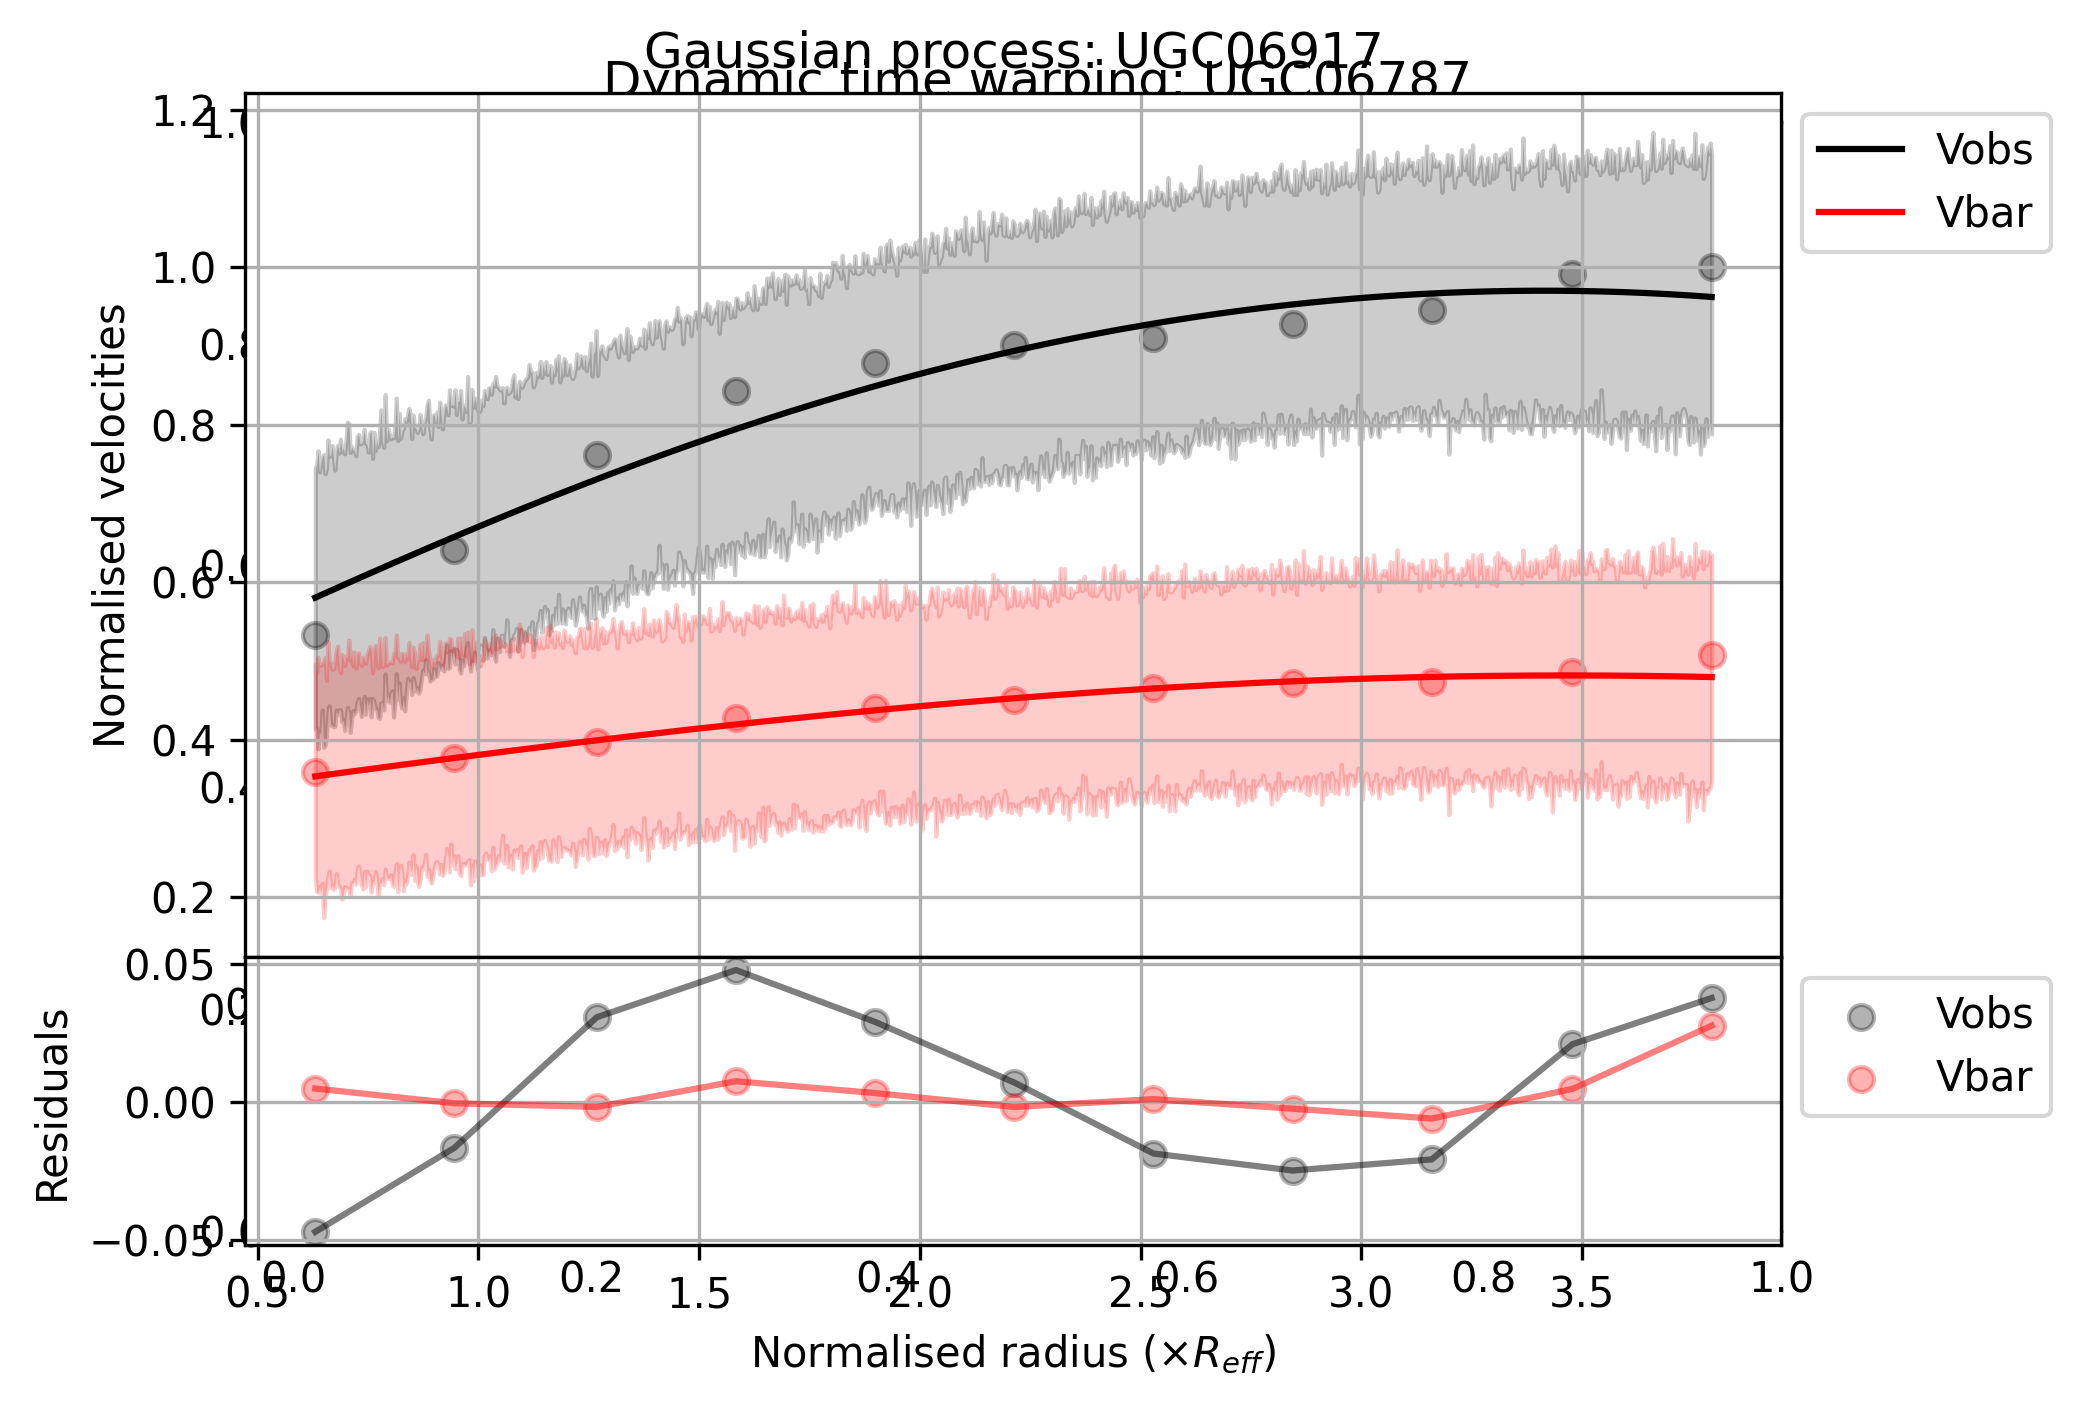 Gaussian process: UGC06917
Dynamic time warping: UGC06787
Normalised velocities
1.2
1.0
0.8
0.6
0.4
0.2
Vobs
Vbar
Residuals
0.05
0.00
−0.05
Vobs
Vbar
0.0 0.2 0.4 0.6 0.8 1.0
0.5 1.0 1.5 2.0 2.5 3.0 3.5
Normalised radius (×R_eff)